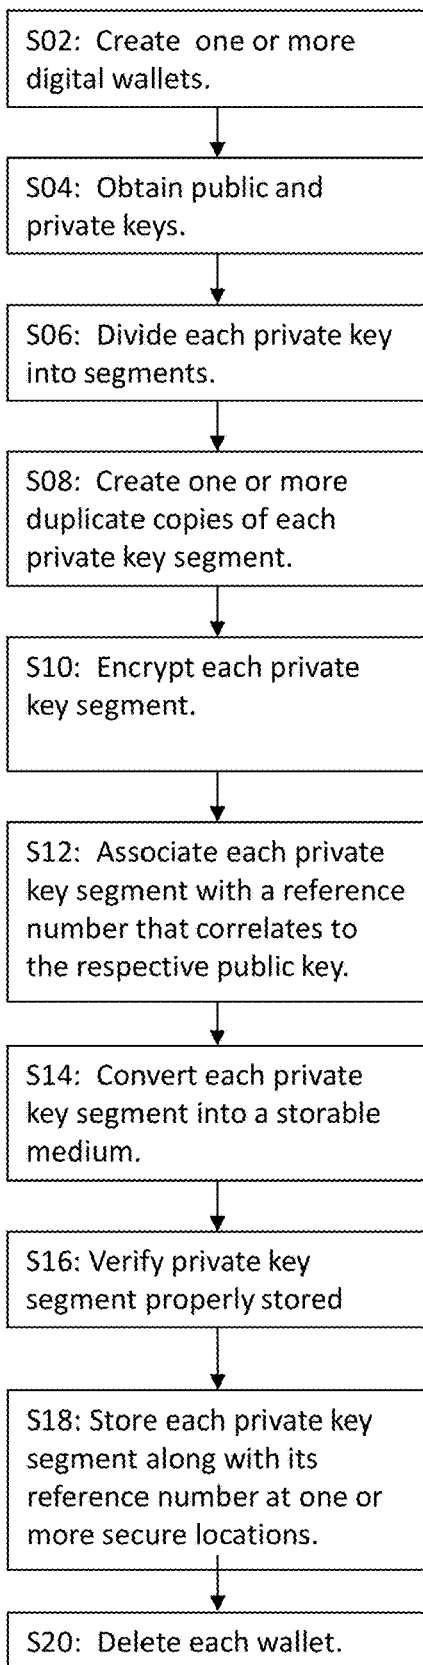 S02: Create one or more
digital wallets.
S04: Obtain public and
private keys.
S06: Divide each private key
into segments.
S08: Create one or more
duplicate copies of each
private key segment.
S10: Encrypt each private
key segment.
S12: Associate each private
key segment with a reference
number that correlates to
the respective public key.
S14: Convert each private
key segment into a storable
medium.
S16: Verify private key
segment properly stored
S18: Store each private key
segment along with its
reference number at one or
more secure locations.
S20: Delete each wallet.